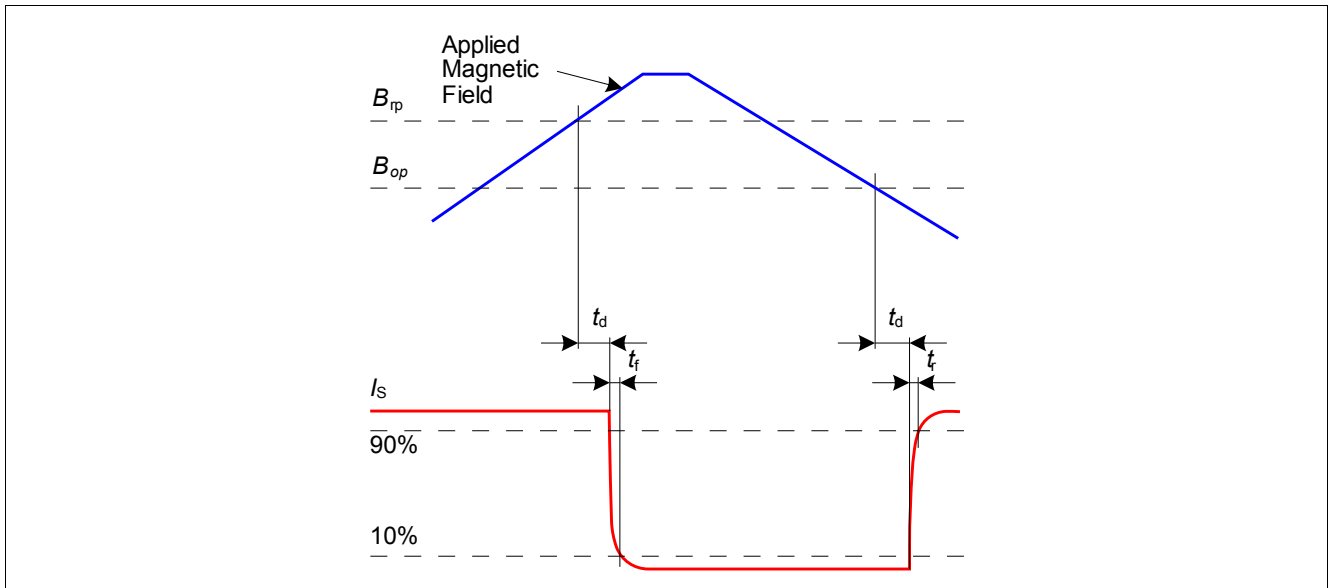 Applied
Magnetic
Field
Brp
Bop
td
td
tf
tr
IS
90%
10%